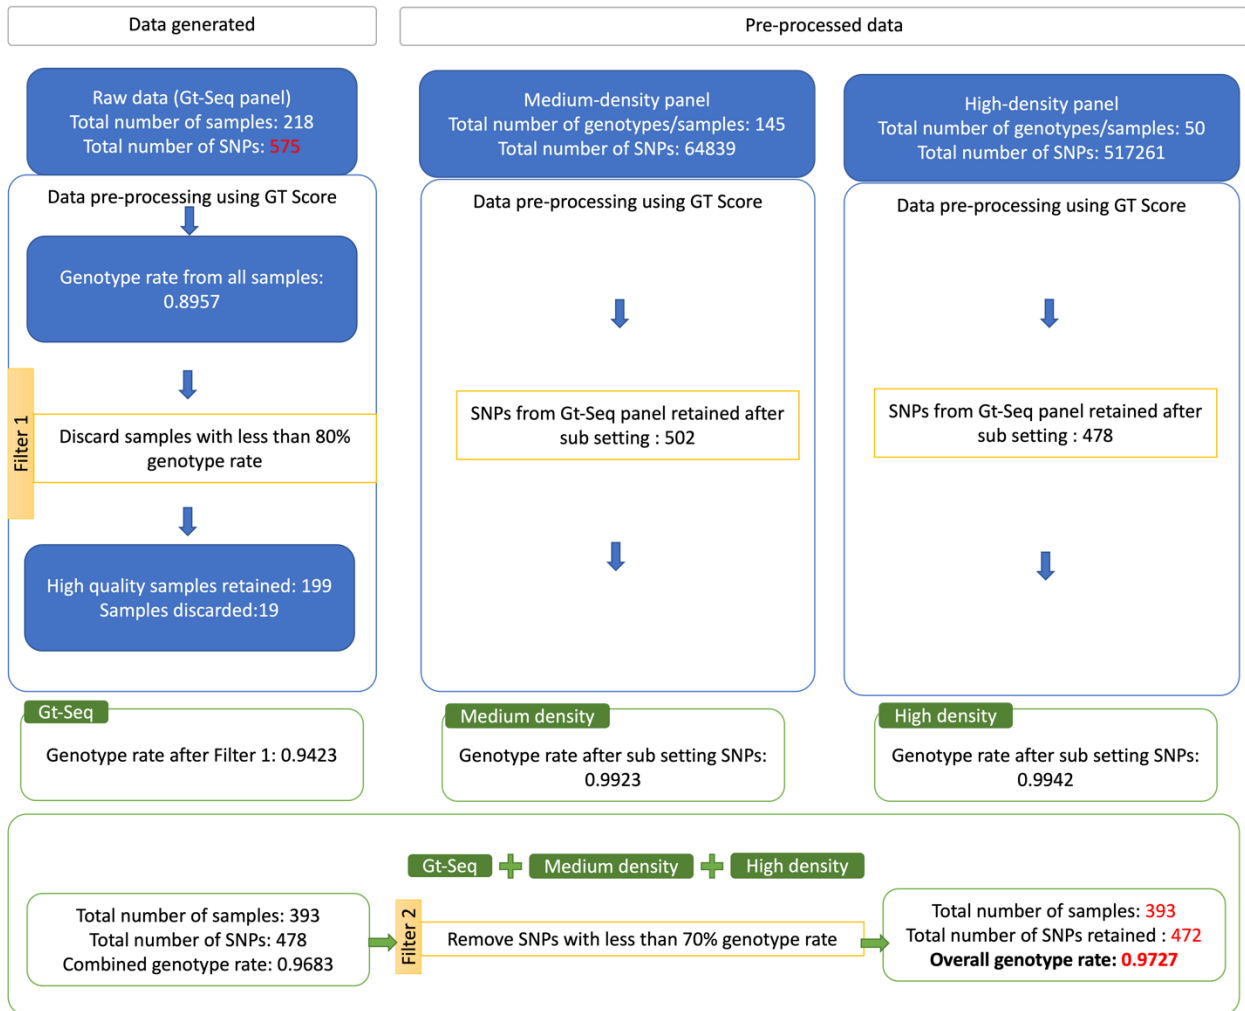 Data generated
Pre-processed data
Raw data (Gt-Seq panel)
Total number of samples: 218
Total number of SNPs: 575
Data pre-processing using GT Score
Genotype rate from all samples:
0.8957
Filter 1
Discard samples with less than 80%
genotype rate
High quality samples retained: 199
Samples discarded:19
Gt-Seq
Genotype rate after Filter 1: 0.9423
Medium-density panel
Total number of genotypes/samples: 145
Total number of SNPs: 64839
Data pre-processing using GT Score
SNPs from Gt-Seq panel retained after
sub setting : 502
Medium density
Genotype rate after sub setting SNPs:
0.9923
High-density panel
Total number of genotypes/samples: 50
Total number of SNPs: 517261
Data pre-processing using GT Score
SNPs from Gt-Seq panel retained after
sub setting : 478
High density
Genotype rate after sub setting SNPs:
0.9942
Gt-Seq + Medium density + High density
Total number of samples: 393
Total number of SNPs: 478
Combined genotype rate: 0.9683
Filter 2
Remove SNPs with less than 70% genotype rate
Total number of samples: 393
Total number of SNPs retained : 472
Overall genotype rate: 0.9727